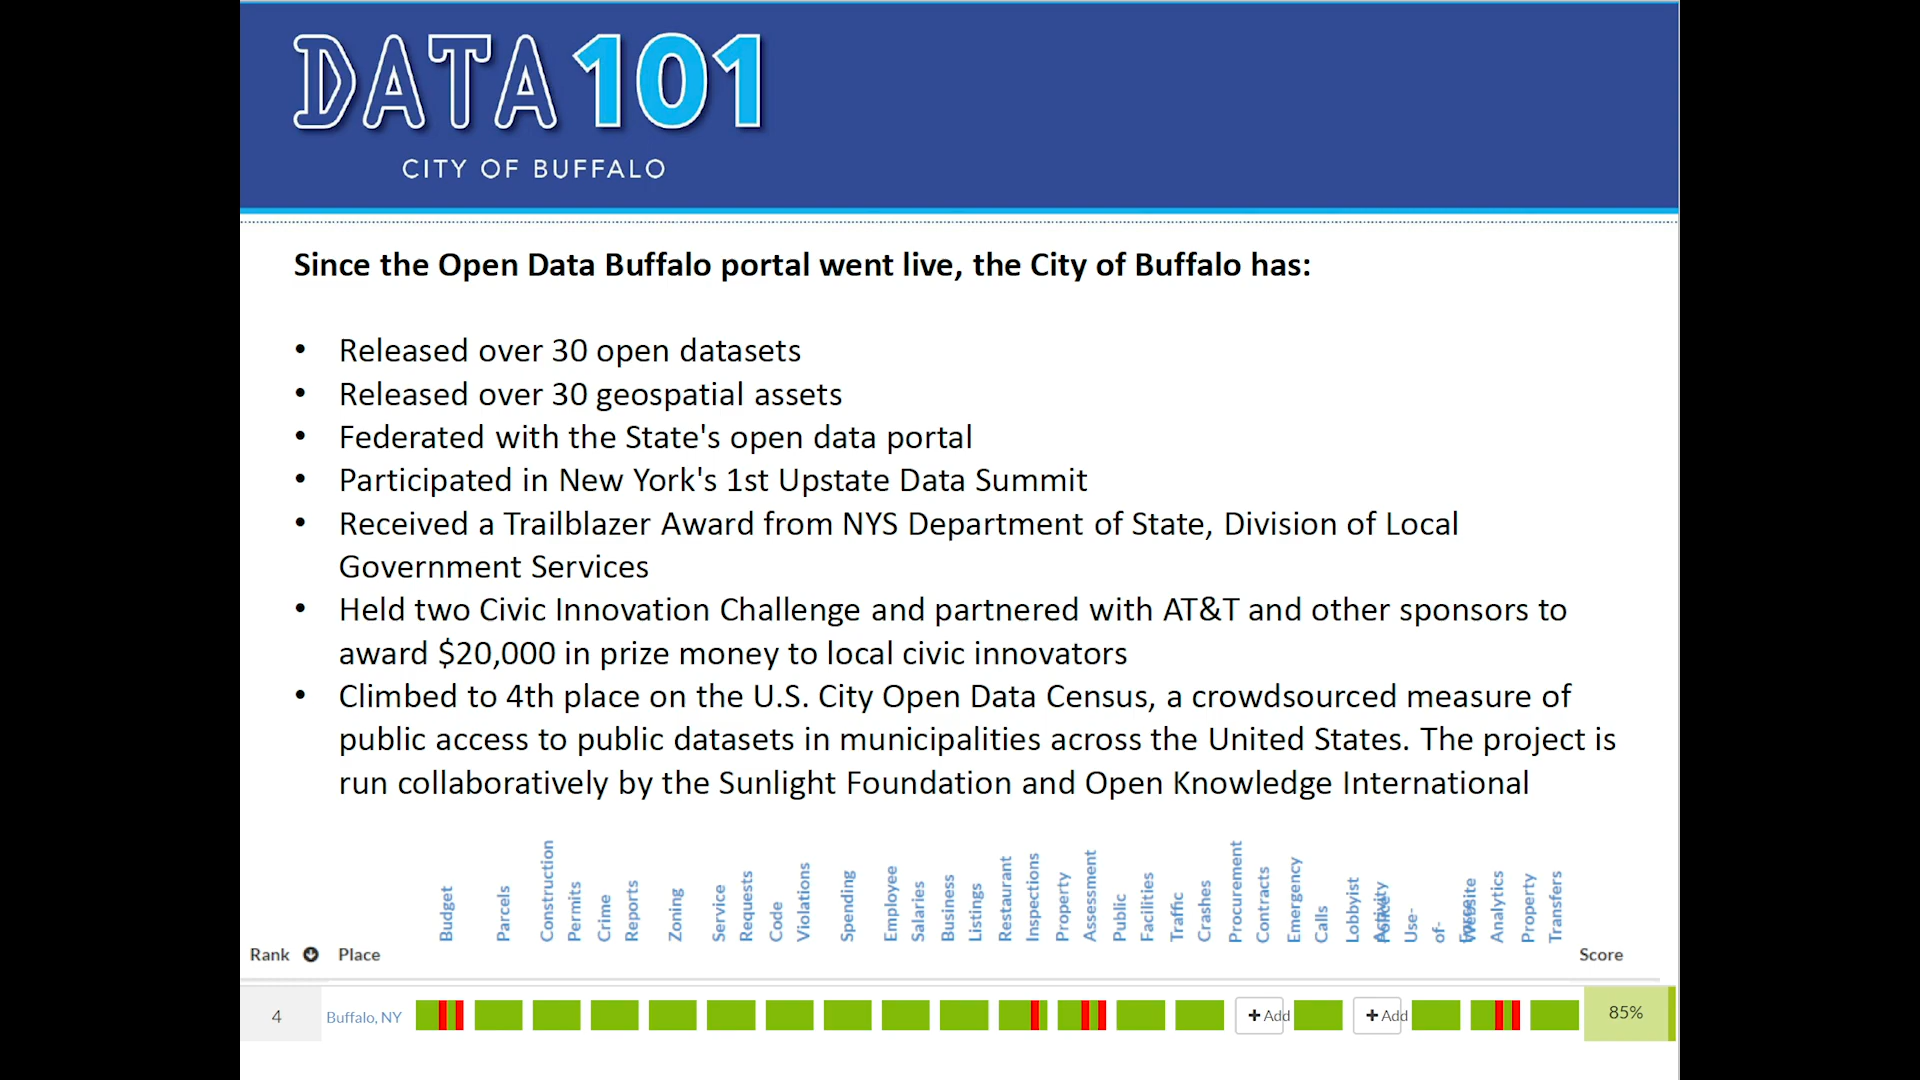 DATA 101
CITY OF BUFFALO
Since the Open Data Buffalo portal went live, the City of Buffalo has:
• Released over 30 open datasets
• Released over 30 geospatial assets
• Federated with the State's open data portal
• Participated in New York's 1st Upstate Data Summit
• Received a Trailblazer Award from NYS Department of State, Division of Local
Government Services
• Held two Civic Innovation Challenge and partnered with AT&T and other sponsors to
award $20,000 in prize money to local civic innovators
• Climbed to 4th place on the U.S. City Open Data Census, a crowdsourced measure of
public access to public datasets in municipalities across the United States. The project is
run collaboratively by the Sunlight Foundation and Open Knowledge International
Rank
Place
Budget
Parcels
Construction
Permits
Crime
Reports
Zoning
Service
Requests
Code
Violations
Spending
Employee
Salaries
Business
Listings
Restaurant
Inspections
Property
Assessment
Public
Facilities
Traffic
Crashes
Procurement
Contracts
Emergency
Calls
Lobbyist
Activity
Use-
of-
Website
Analytics
Property
Transfers
Score
4
Buffalo, NY
+ Add
+ Add
85%